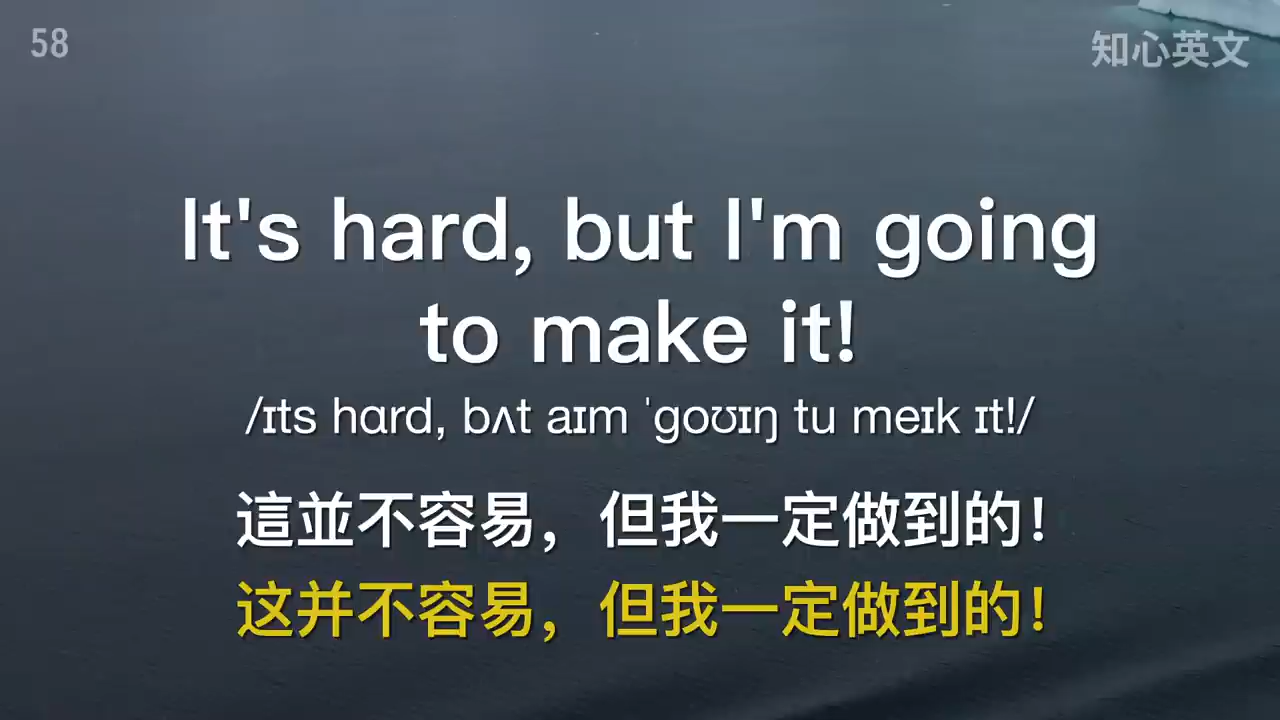 58
知心英文
It's hard, but I'm going
to make it!
/ɪts hɑrd, bʌt aɪm ˈgoʊɪŋ tu meɪk ɪt!/
這並不容易，但我一定做到的！
这并不容易，但我一定做到的！